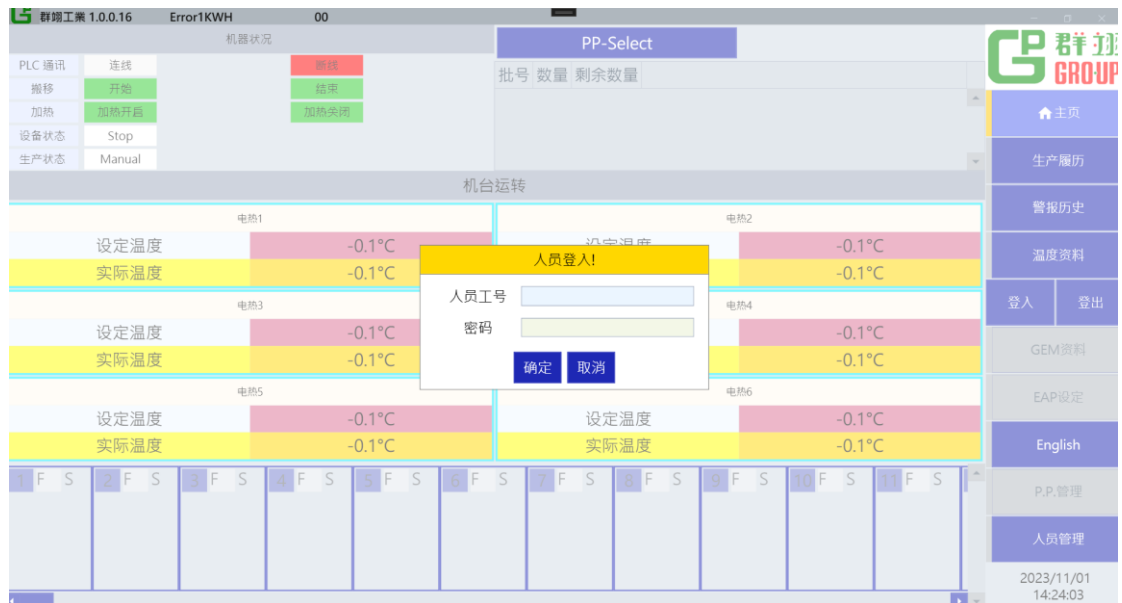 群翊工業 1.0.0.16 Error1KWH 00
机器状况
PLC 通讯 连线 断线
搬移 开始 结束
加热 加热开启 加热关闭
设备状态 Stop
生产状态 Manual
PP-Select
批号 数量 剩余数量
群翊
GROUP
主页
生产履历
警报历史
温度资料
登入 登出
GEM资料
EAP设定
English
P.P.管理
人员管理
2023/11/01
14:24:03
机台运转
电热1
设定温度 -0.1°C
实际温度 -0.1°C
电热2
设定温度 -0.1°C
-0.1°C
电热3
设定温度 -0.1°C
实际温度 -0.1°C
电热4
-0.1°C
-0.1°C
电热5
设定温度 -0.1°C
实际温度 -0.1°C
电热6
设定温度 -0.1°C
实际温度 -0.1°C
人员登入!
人员工号
密码
确定 取消
1 F S 2 F S 3 F S 4 F S 5 F S 6 F S 7 F S 8 F S 9 F S 10 F S 11 F S